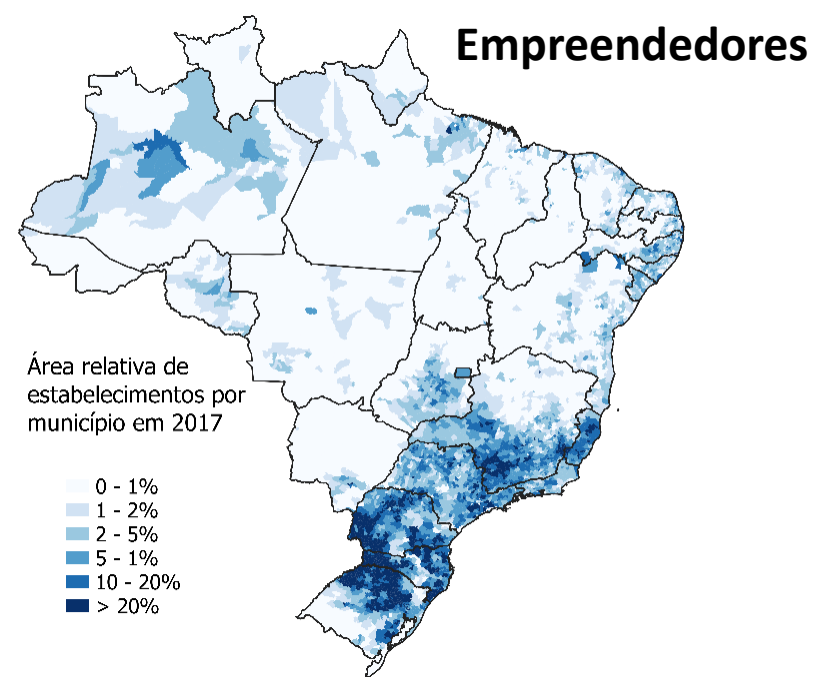 Empreendedores
Área relativa de
estabelecimentos por
município em 2017
0 - 1%
1 - 2%
2 - 5%
5 - 1%
10 - 20%
> 20%